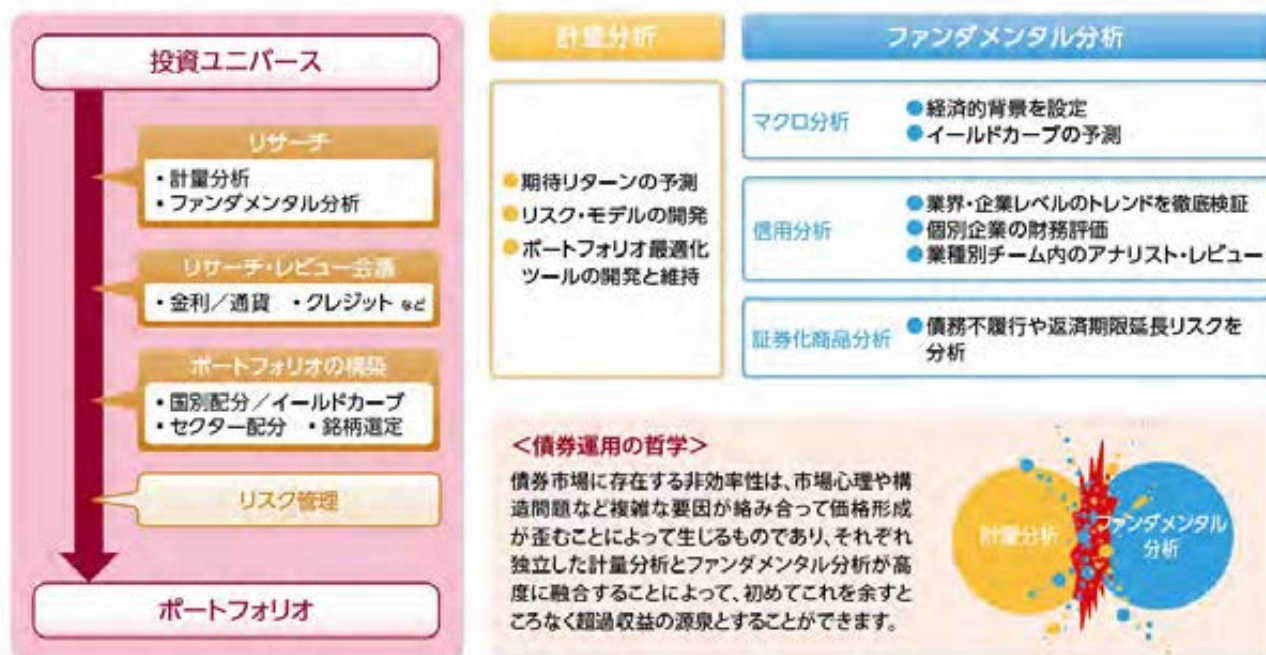 投資ユニバース
リサーチ
・計量分析
・ファンダメンタル分析
リサーチ・レビュー会議
・金利／通貨 ・クレジット など
ポートフォリオの構築
・国別配分／イールドカーブ
・セクター配分 ・銘柄選定
リスク管理
ポートフォリオ
計量分析
●期待リターンの予測
●リスク・モデルの開発
●ポートフォリオ最適化
ツールの開発と維持
ファンダメンタル分析
マクロ分析
●経済的背景を設定
●イールドカーブの予測
信用分析
●業界・企業レベルのトレンドを徹底検証
●個別企業の財務評価
●業種別チーム内のアナリスト・レビュー
証券化商品分析
●債務不履行や返済期限延長リスクを
分析
＜債券運用の哲学＞
債券市場に存在する非効率性は、市場心理や構
造問題など複雑な要因が絡み合って価格形成
が歪むことによって生じるものであり、それぞれ
独立した計量分析とファンダメンタル分析が高
度に融合することによって、初めてこれを余すと
ころなく超過収益の源泉とすることができます。
計量分析
ファンダメンタル
分析